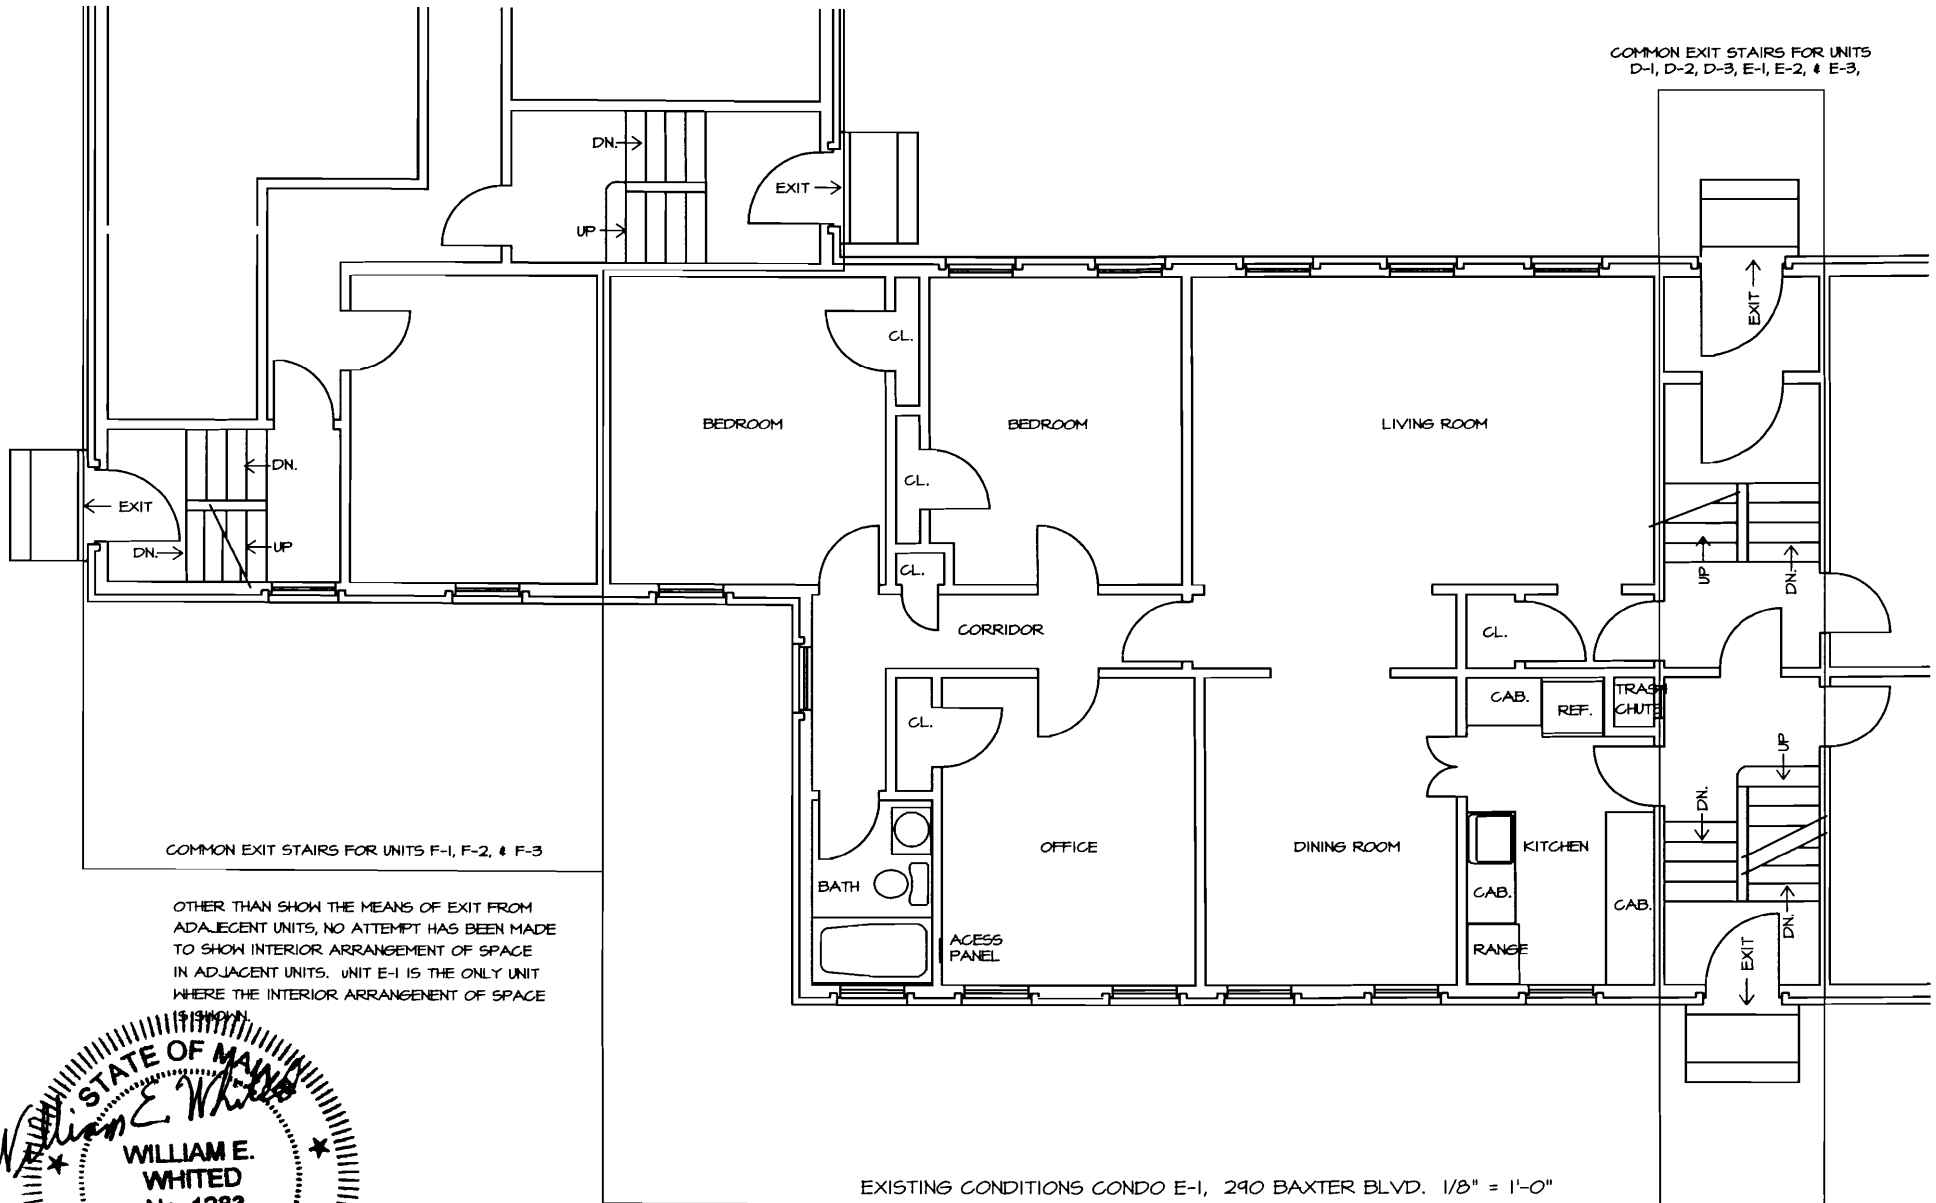 COMMON EXIT STAIRS FOR UNITS
D-1, D-2, D-3, E-1, E-2, & E-3,
DN.
EXIT
UP
EXIT
CL.
BEDROOM
BEDROOM
LIVING ROOM
DN.
CL.
EXIT
DN.
UP
CL.
UP
DN.
CORRIDOR
CL.
CAB.
REF.
TRASH
CHUTE
CL.
UP
DN.
COMMON EXIT STAIRS FOR UNITS F-1, F-2, & F-3
OFFICE
DINING ROOM
KITCHEN
BATH
CAB.
CAB.
DN.
OTHER THAN SHOW THE MEANS OF EXIT FROM
ADAJECENT UNITS, NO ATTEMPT HAS BEEN MADE
TO SHOW INTERIOR ARRANGEMENT OF SPACE
IN ADJACENT UNITS. UNIT E-1 IS THE ONLY UNIT
WHERE THE INTERIOR ARRANGENENT OF SPACE
IS SHOWN.
ACESS
PANEL
RANGE
EXIT
STATE OF MAINE
William E. Whited
WILLIAM E.
WHITED
No. 1283
EXISTING CONDITIONS CONDO E-1, 290 BAXTER BLVD. 1/8" = 1'-0"